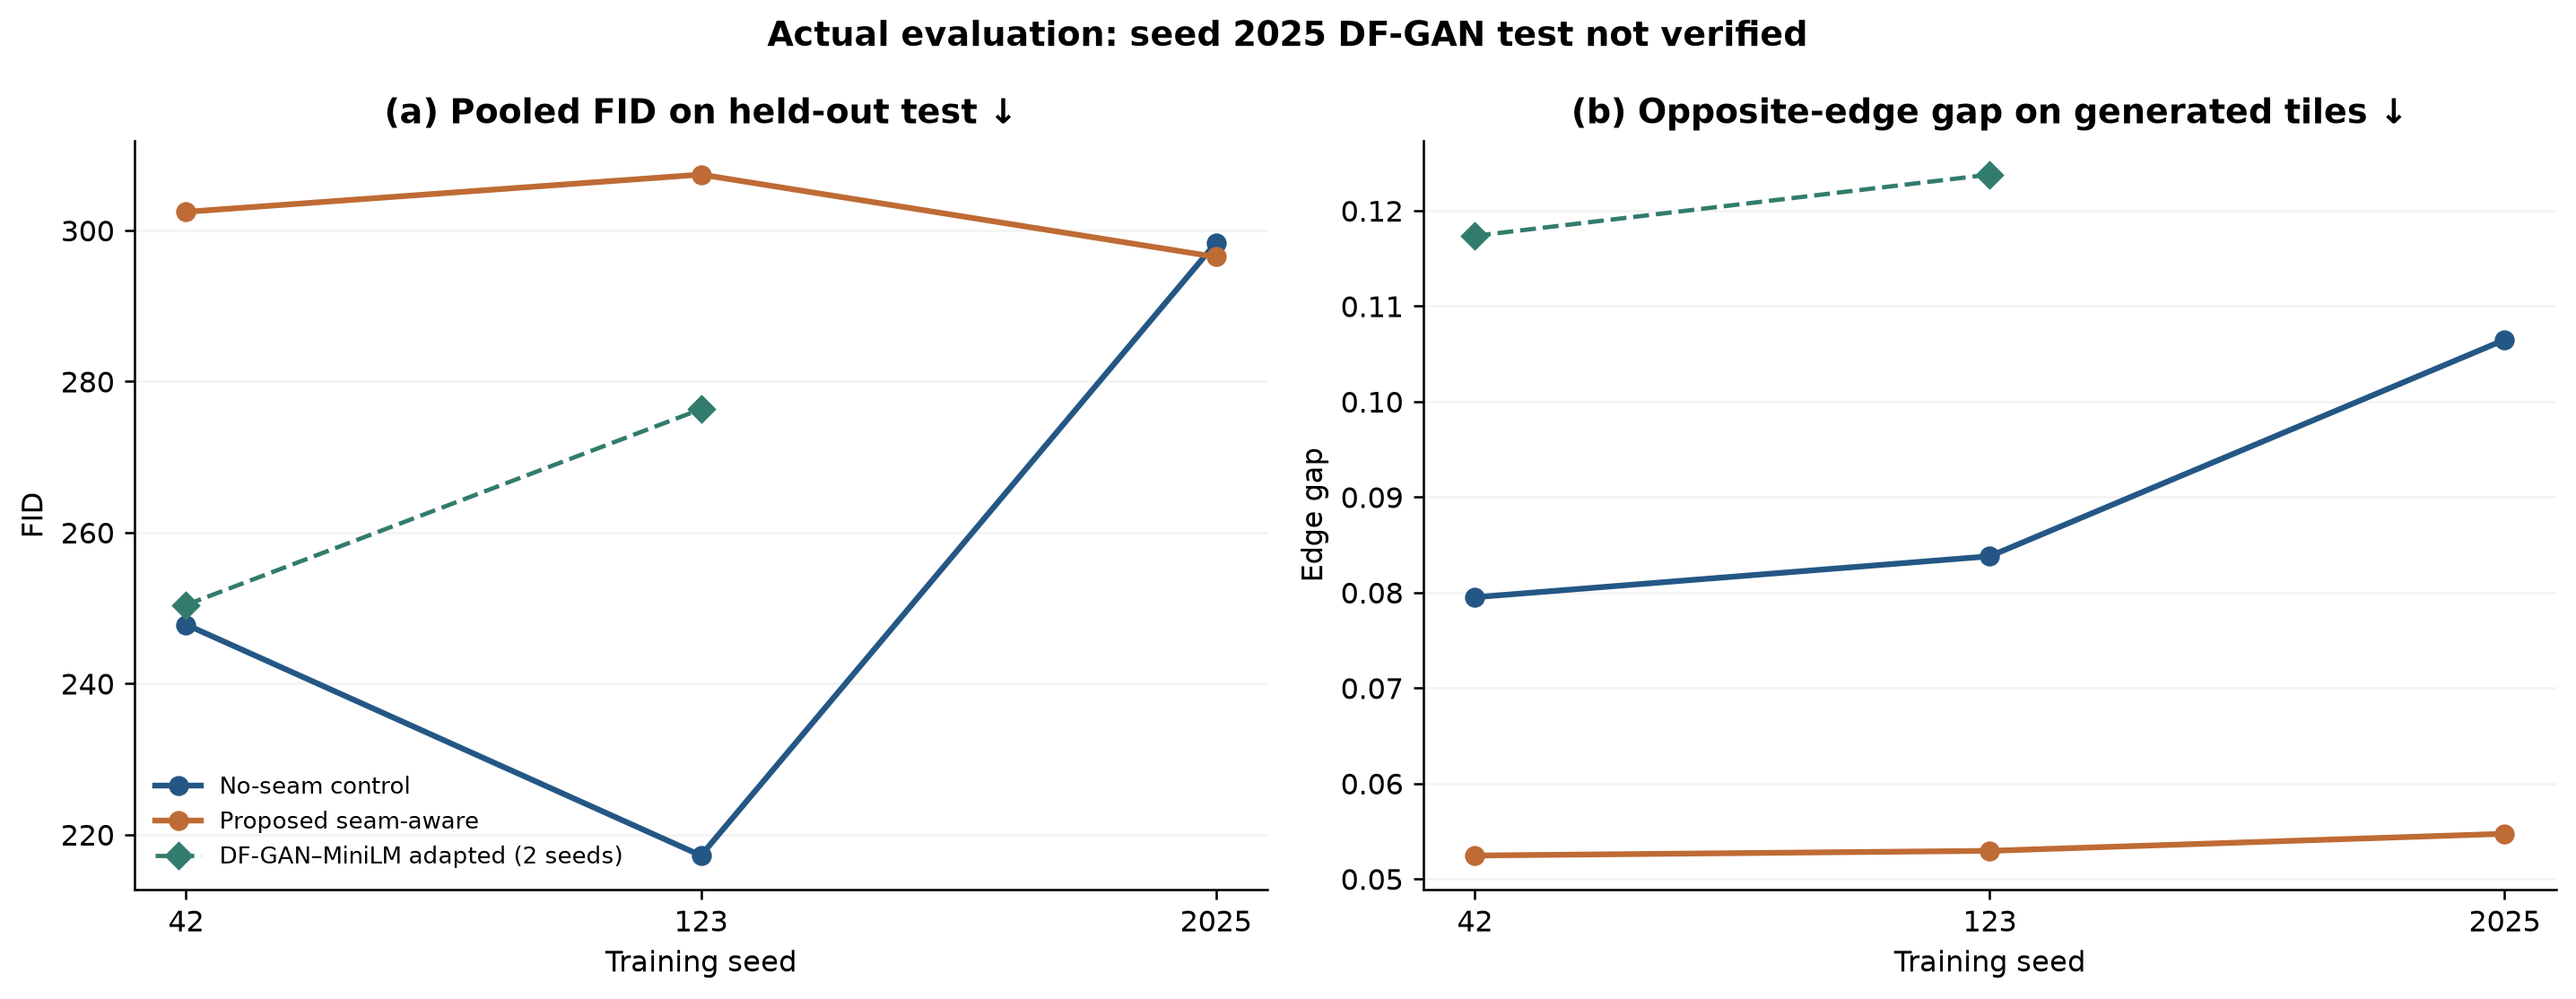 Actual evaluation: seed 2025 DF-GAN test not verified
(a) Pooled FID on held-out test ↓
300
280
260
240
220
FID
No-seam control
Proposed seam-aware
DF-GAN–MiniLM adapted (2 seeds)
42
123
2025
Training seed
(b) Opposite-edge gap on generated tiles ↓
0.12
0.11
0.10
0.09
0.08
0.07
0.06
0.05
Edge gap
42
123
2025
Training seed